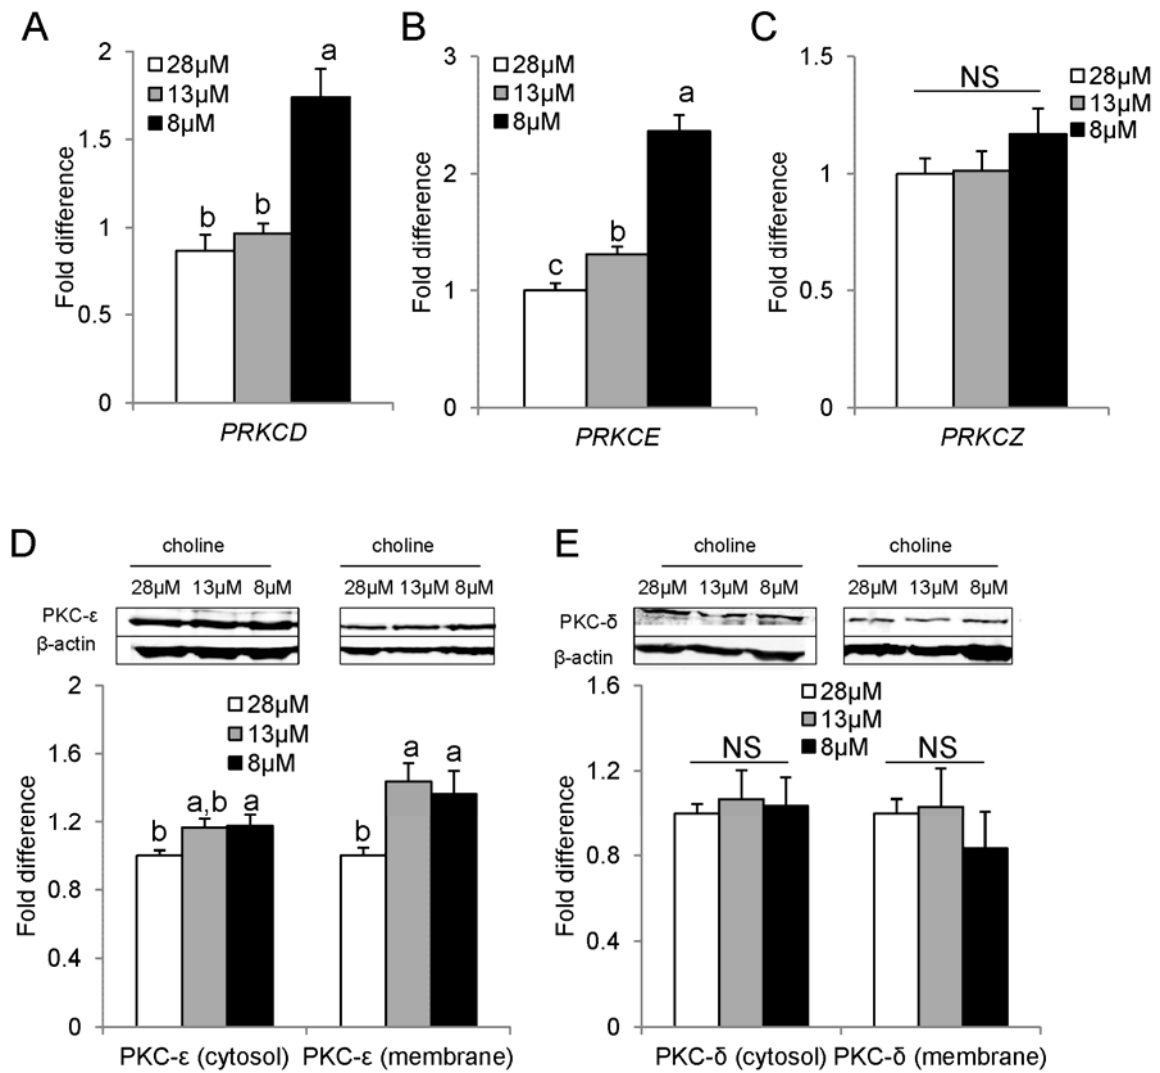 A
2
1.5
1
0.5
0
Fold difference
28µM
13µM
8µM
b
b
a
PRKCD
B
3
2
1
0
Fold difference
28µM
13µM
8µM
c
b
a
PRKCE
C
1.5
1
0.5
0
Fold difference
NS
28µM
13µM
8µM
PRKCZ
D
choline
choline
28µM 13µM 8µM
28µM 13µM 8µM
PKC-ε
β-actin
2
1.6
1.2
0.8
0.4
0
Fold difference
28µM
13µM
8µM
b
a,b
a
b
a
a
PKC-ε (cytosol)
PKC-ε (membrane)
E
choline
choline
28µM 13µM 8µM
28µM 13µM 8µM
PKC-δ
β-actin
1.6
1.2
0.8
0.4
0
Fold difference
28µM
13µM
8µM
NS
NS
PKC-δ (cytosol)
PKC-δ (membrane)